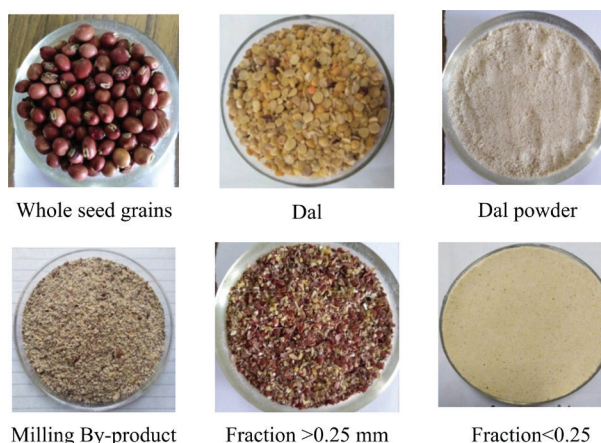 Whole seed grains
Dal
Dal powder
Milling By-product
Fraction >0.25 mm
Fraction<0.25